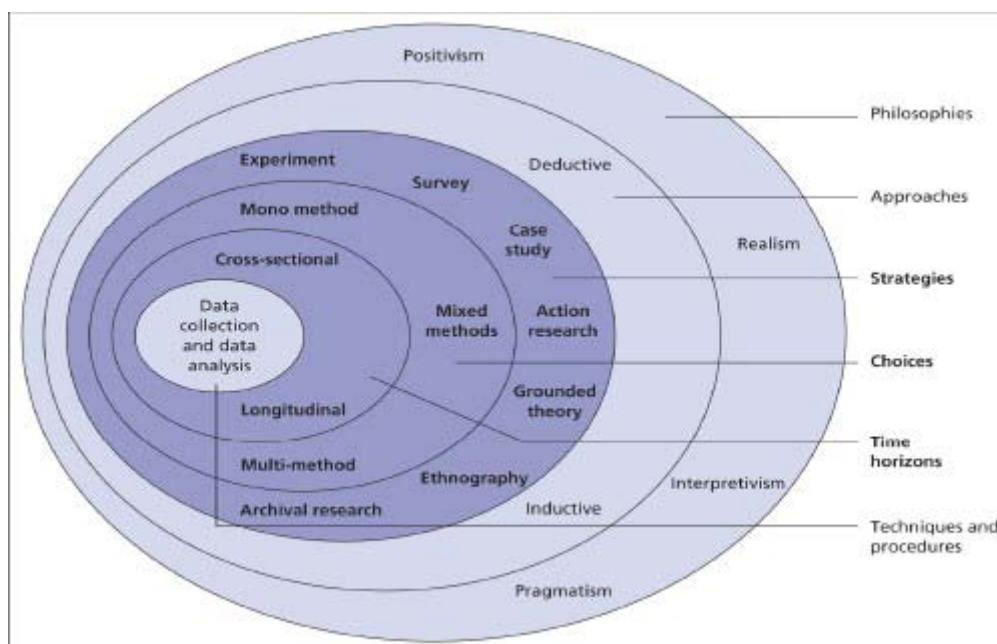 Positivism
Philosophies
Deductive
Approaches
Realism
Experiment
Survey
Case
study
Strategies
Mono method
Cross-sectional
Data
collection
and data
analysis
Mixed
methods
Action
research
Choices
Grounded
theory
Longitudinal
Time
horizons
Multi-method
Ethnography
Interpretivism
Archival research
Inductive
Techniques and
procedures
Pragmatism